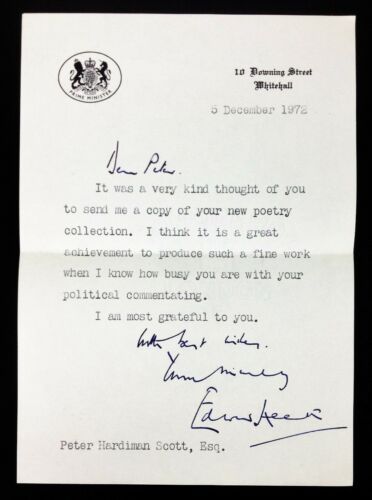 PRIME MINISTER
10 Downing Street
Whitehall
5 December 1972
Dear Peter.
It was a very kind thought of you
to send me a copy of your new poetry
collection. I think it is a great
achievement to produce such a fine work
when I know how busy you are with your
political commentating.
I am most grateful to you.
With best wishes,
Yours sincerely
Edward Heath
Peter Hardiman Scott, Esq.